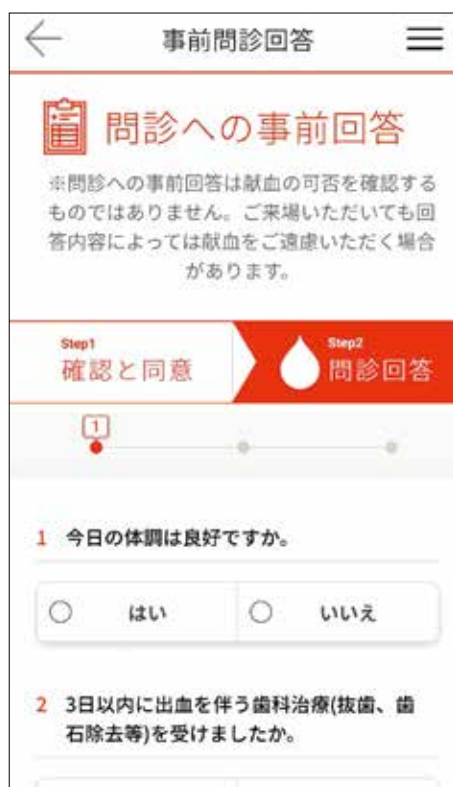 事前問診回答
問診への事前回答
※問診への事前回答は献血の可否を確認する
ものではありません。ご来場いただいても回
答内容によっては献血をご遠慮いただく場合
があります。
Step1
確認と同意
Step2
問診回答
1
1 今日の体調は良好ですか。
はい いいえ
2 3日以内に出血を伴う歯科治療(抜歯、歯
石除去等)を受けましたか。